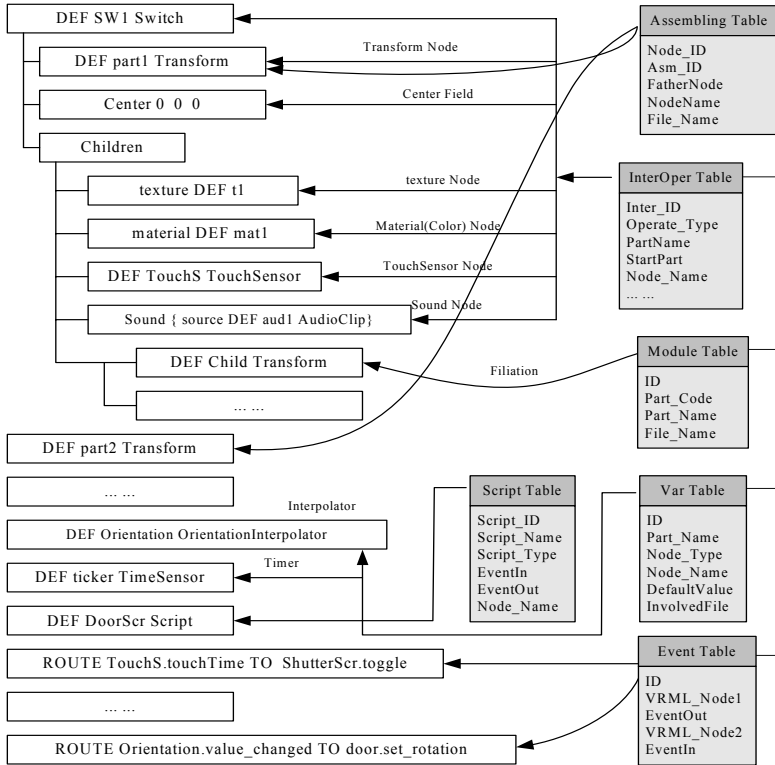 DEF SW1 Switch
DEF part1 Transform
Center 0 0 0
Children
texture DEF t1
material DEF mat1
DEF TouchS TouchSensor
Sound { source DEF aud1 AudioClip}
DEF Child Transform
... ...
DEF part2 Transform
... ...
DEF Orientation OrientationInterpolator
DEF ticker TimeSensor
DEF DoorScr Script
ROUTE TouchS.touchTime TO ShutterScr.toggle
... ...
ROUTE Orientation.value_changed TO door.set_rotation
Transform Node
Center Field
texture Node
Material(Color) Node
TouchSensor Node
Sound Node
Filiation
Interpolator
Timer
Assembling Table
Node_ID
Asm_ID
FatherNode
NodeName
File_Name
InterOper Table
Inter_ID
Operate_Type
PartName
StartPart
Node_Name
... ...
Module Table
ID
Part_Code
Part_Name
File_Name
Script Table
Script_ID
Script_Name
Script_Type
EventIn
EventOut
Node_Name
Var Table
ID
Part_Name
Node_Type
Node_Name
DefaultValue
InvolvedFile
Event Table
ID
VRML_Node1
EventOut
VRML_Node2
EventIn